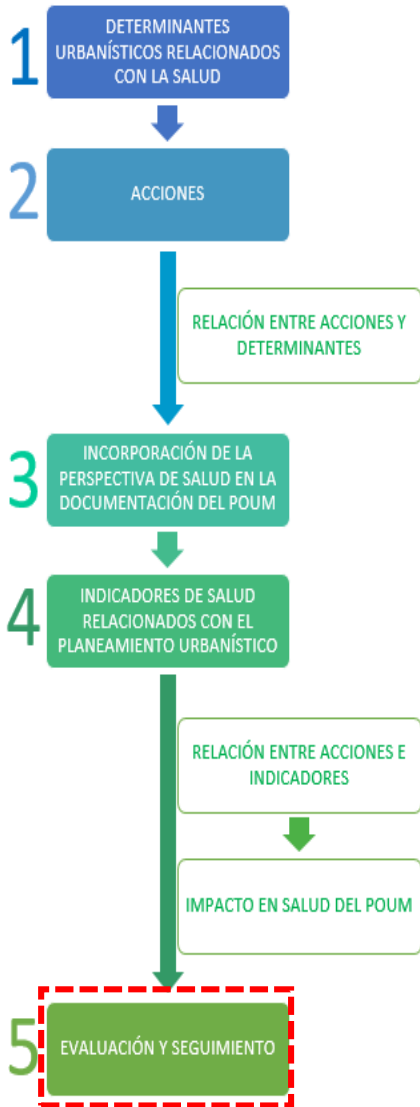 1
DETERMINANTES
URBANÍSTICOS RELACIONADOS
CON LA SALUD
2
ACCIONES
RELACIÓN ENTRE ACCIONES Y
DETERMINANTES
3
INCORPORACIÓN DE LA
PERSPECTIVA DE SALUD EN LA
DOCUMENTACIÓN DEL POUM
4
INDICADORES DE SALUD
RELACIONADOS CON EL
PLANEAMIENTO URBANÍSTICO
RELACIÓN ENTRE ACCIONES E
INDICADORES
IMPACTO EN SALUD DEL POUM
5
EVALUACIÓN Y SEGUIMIENTO